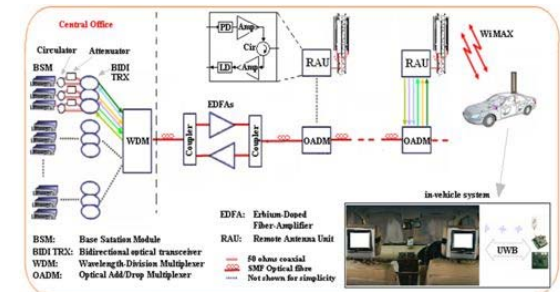 Central Office
Circulator
Attenuator
BSM
BIDI
TRX
WDM
Coupler
EDFAs
Coupler
PD
Amp
Cir
LD
Amp
RAU
OADM
RAU
OADM
WiMAX
in-vehicle system
UWB
BSM: Base Satation Module
BIDI TRX: Bidirectional optical transceiver
WDM: Wavelength-Division Multiplexer
OADM: Optical Add/Drop Multiplexer
EDFA: Erbium-Doped
Fiber-Amplifier
RAU: Remote Antenna Unit
50 ohms coaxial
SMF Optical fibre
Not shown for simplicity